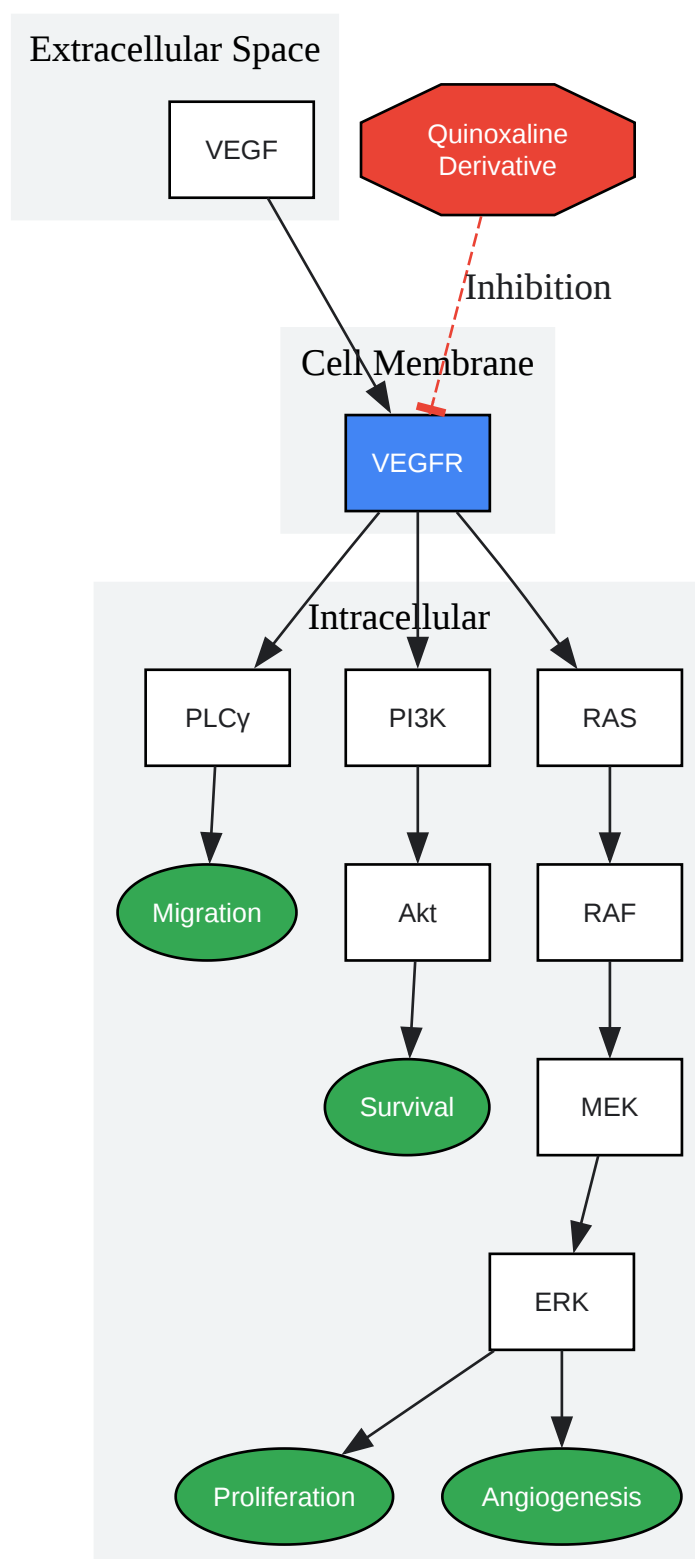 Extracellular Space
VEGF
Quinoxaline
Derivative
Inhibition
Cell Membrane
VEGFR
Intracellular
PLCγ
PI3K
RAS
Migration
Akt
RAF
Survival
MEK
ERK
Proliferation
Angiogenesis